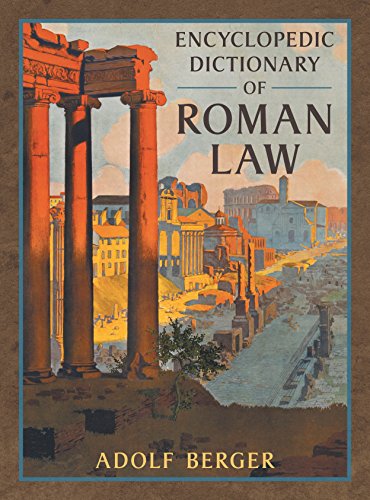 ENCYCLOPEDIC
DICTIONARY
OF
ROMAN
LAW
ADOLF BERGER